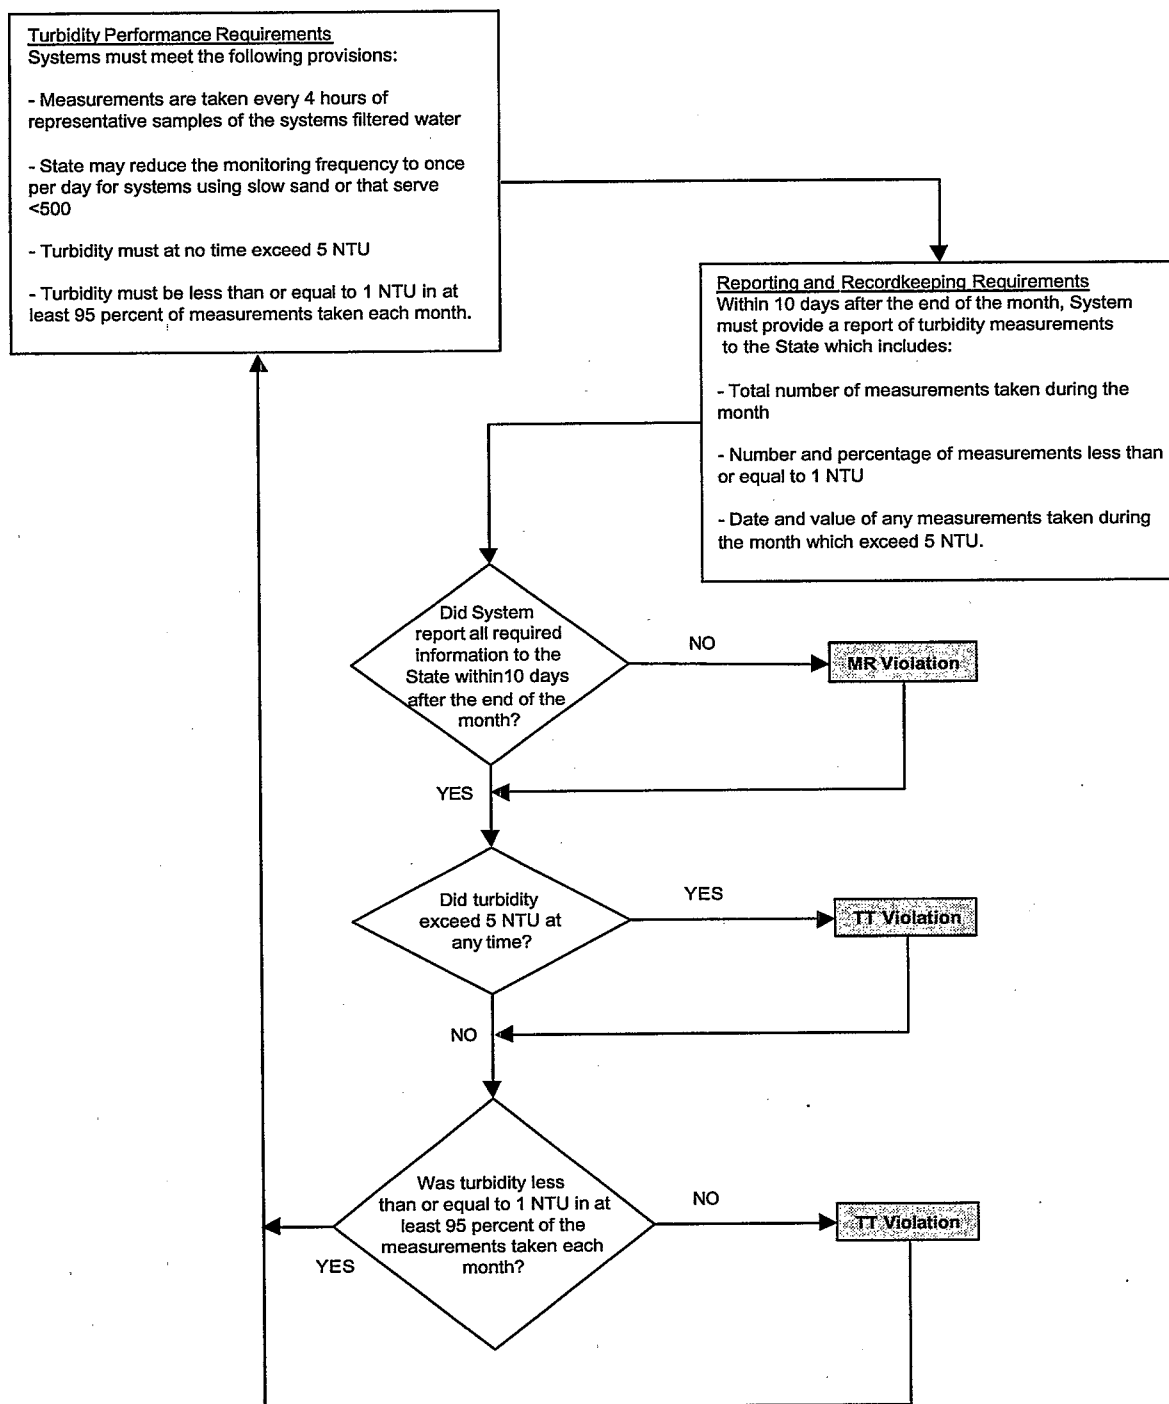 Turbidity Performance Requirements
Systems must meet the following provisions:
- Measurements are taken every 4 hours of
representative samples of the systems filtered water
- State may reduce the monitoring frequency to once
per day for systems using slow sand or that serve
<500
- Turbidity must at no time exceed 5 NTU
- Turbidity must be less than or equal to 1 NTU in at
least 95 percent of measurements taken each month.
Reporting and Recordkeeping Requirements
Within 10 days after the end of the month, System
must provide a report of turbidity measurements
to the State which includes:
- Total number of measurements taken during the
month
- Number and percentage of measurements less than
or equal to 1 NTU
- Date and value of any measurements taken during
the month which exceed 5 NTU.
Did System
report all required
information to the
State within10 days
after the end of the
month?
NO
MR Violation
YES
Did turbidity
exceed 5 NTU at
any time?
YES
TT Violation
NO
Was turbidity less
than or equal to 1 NTU in at
least 95 percent of the
measurements taken each
month?
NO
TT Violation
YES